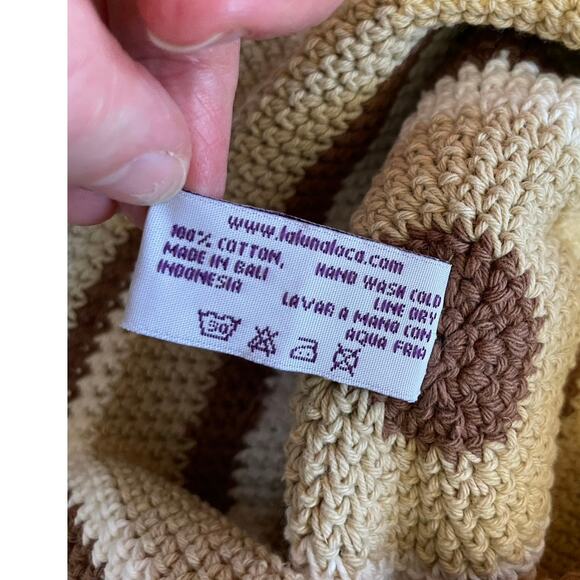 www.lalunaloca.com
100% COTTON,
MADE IN BALI
INDONESIA
HAND WASH COLD
LINE DRY
LAVAR A MANO CON
AQUA FRIA
30